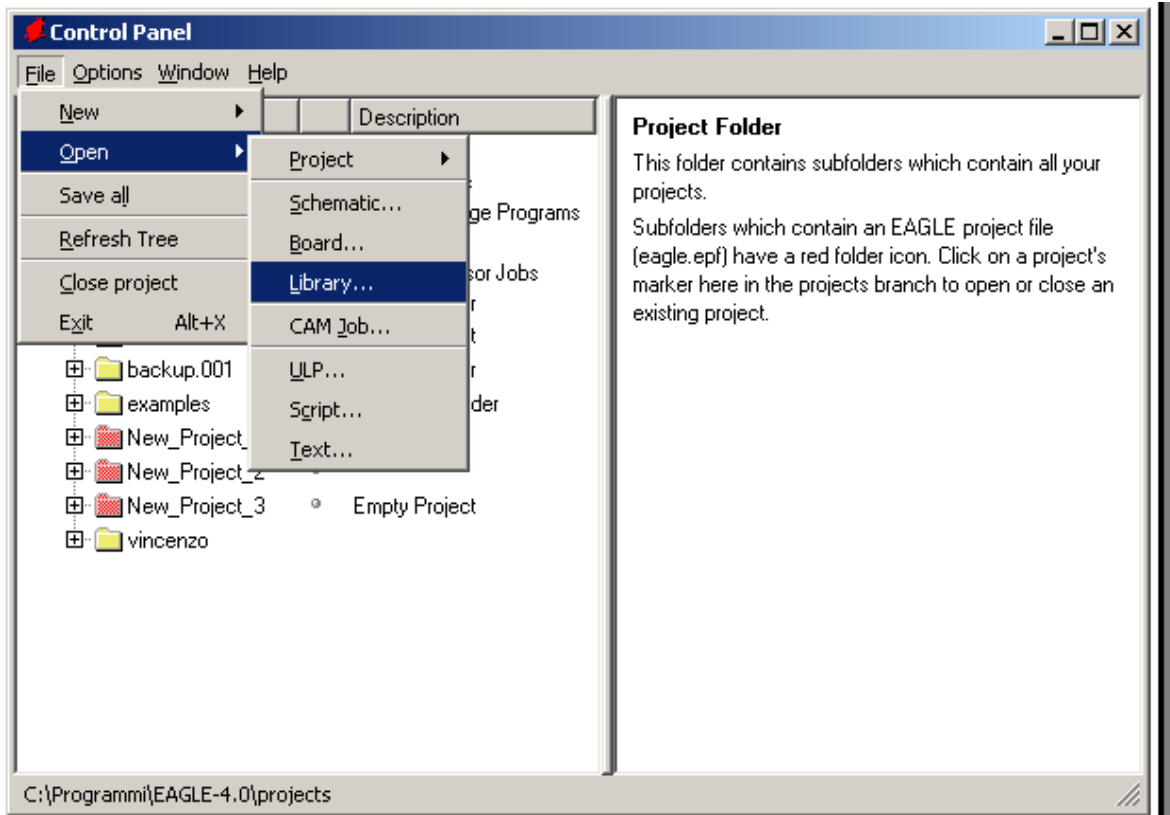 Control Panel
File Options Window Help
New
Open
Save all
Refresh Tree
Close project
Exit Alt+X
Description
Project
Schematic...
Board...
Library...
CAM Job...
ULP...
Script...
Text...
ge Programs
sor Jobs
der
backup.001
examples
New_Project_
New_Project_2
New_Project_3 Empty Project
vincenzo
Project Folder
This folder contains subfolders which contain all your
projects.
Subfolders which contain an EAGLE project file
(eagle.epf) have a red folder icon. Click on a project's
marker here in the projects branch to open or close an
existing project.
C:\Programmi\EAGLE-4.0\projects